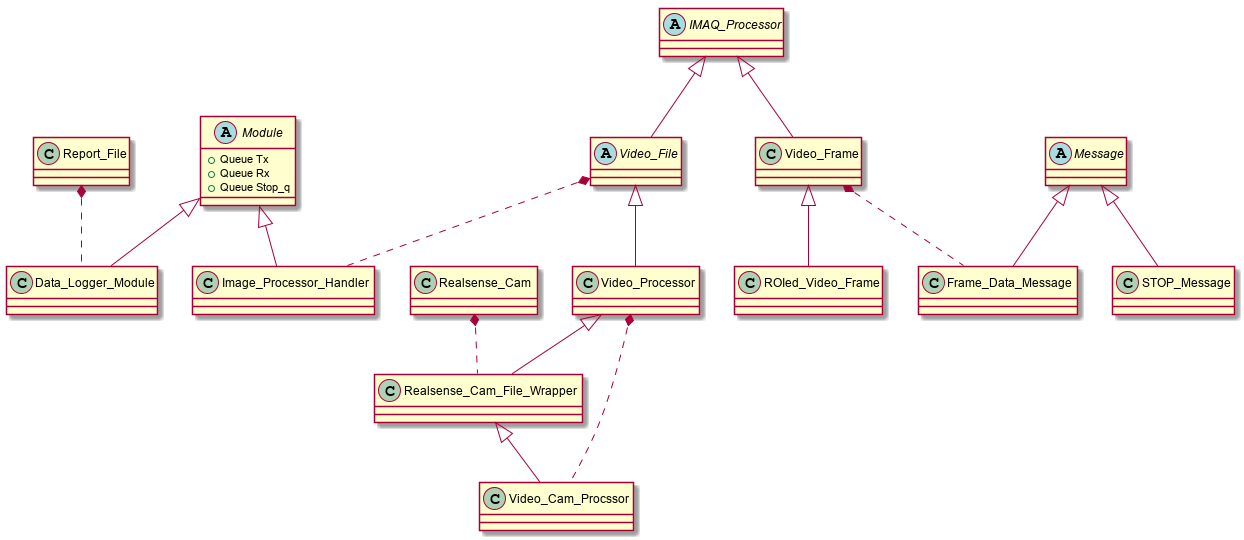 A IMAQ_Processor
C Report_File
A Module
Queue Tx
Queue Rx
Queue Stop_q
A Video_File
C Video_Frame
A Message
C Data_Logger_Module
C Image_Processor_Handler
C Realsense_Cam
C Video_Processor
C ROIed_Video_Frame
C Frame_Data_Message
C STOP_Message
C Realsense_Cam_File_Wrapper
C Video_Cam_Procssor